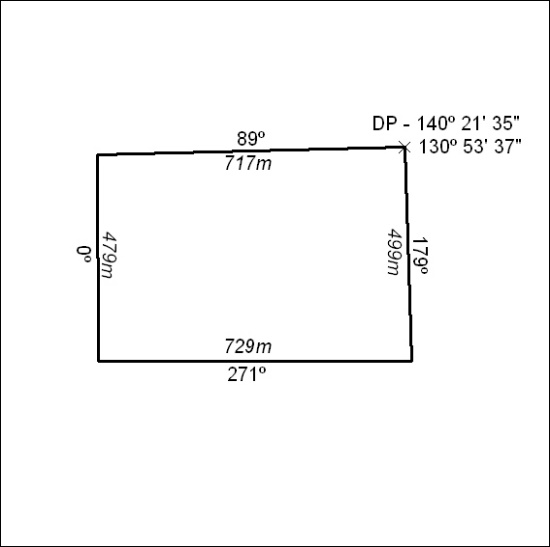 DP - 140º 21' 35"
130º 53' 37"
89º
717m
0º
479m
499m
179º
729m
271º